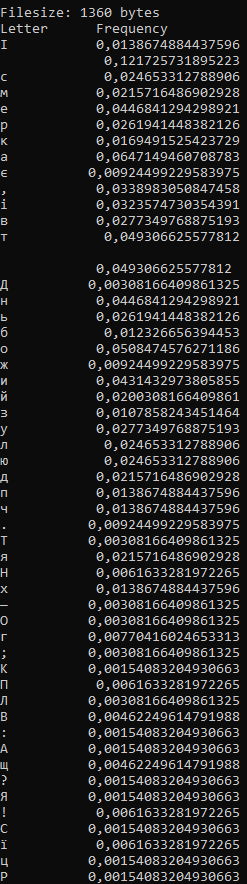 Filesize: 1360 bytes
Letter Frequency
І 0,0138674884437596
0,121725731895223
с 0,024653312788906
м 0,0215716486902928
е 0,0446841294298921
р 0,0261941448382126
к 0,0169491525423729
а 0,0647149460708783
є 0,00924499229583975
, 0,0338983050847458
і 0,0323574730354391
в 0,0277349768875193
т 0,049306625577812
0,049306625577812
Д 0,00308166409861325
н 0,0446841294298921
ь 0,0261941448382126
б 0,012326656394453
о 0,0508474576271186
ж 0,00924499229583975
и 0,0431432973805855
й 0,0200308166409861
з 0,0107858243451464
у 0,0277349768875193
л 0,024653312788906
ю 0,024653312788906
д 0,0215716486902928
п 0,0138674884437596
ч 0,0138674884437596
. 0,00924499229583975
Т 0,00308166409861325
я 0,0215716486902928
Н 0,0061633281972265
х 0,0138674884437596
– 0,00308166409861325
О 0,00308166409861325
г 0,00770416024653313
; 0,00308166409861325
К 0,00154083204930663
П 0,0061633281972265
Л 0,00308166409861325
В 0,00462249614791988
: 0,00154083204930663
А 0,00154083204930663
щ 0,00462249614791988
? 0,00154083204930663
Я 0,00154083204930663
! 0,0061633281972265
С 0,00154083204930663
ї 0,0061633281972265
ц 0,00154083204930663
Р 0,00154083204930663